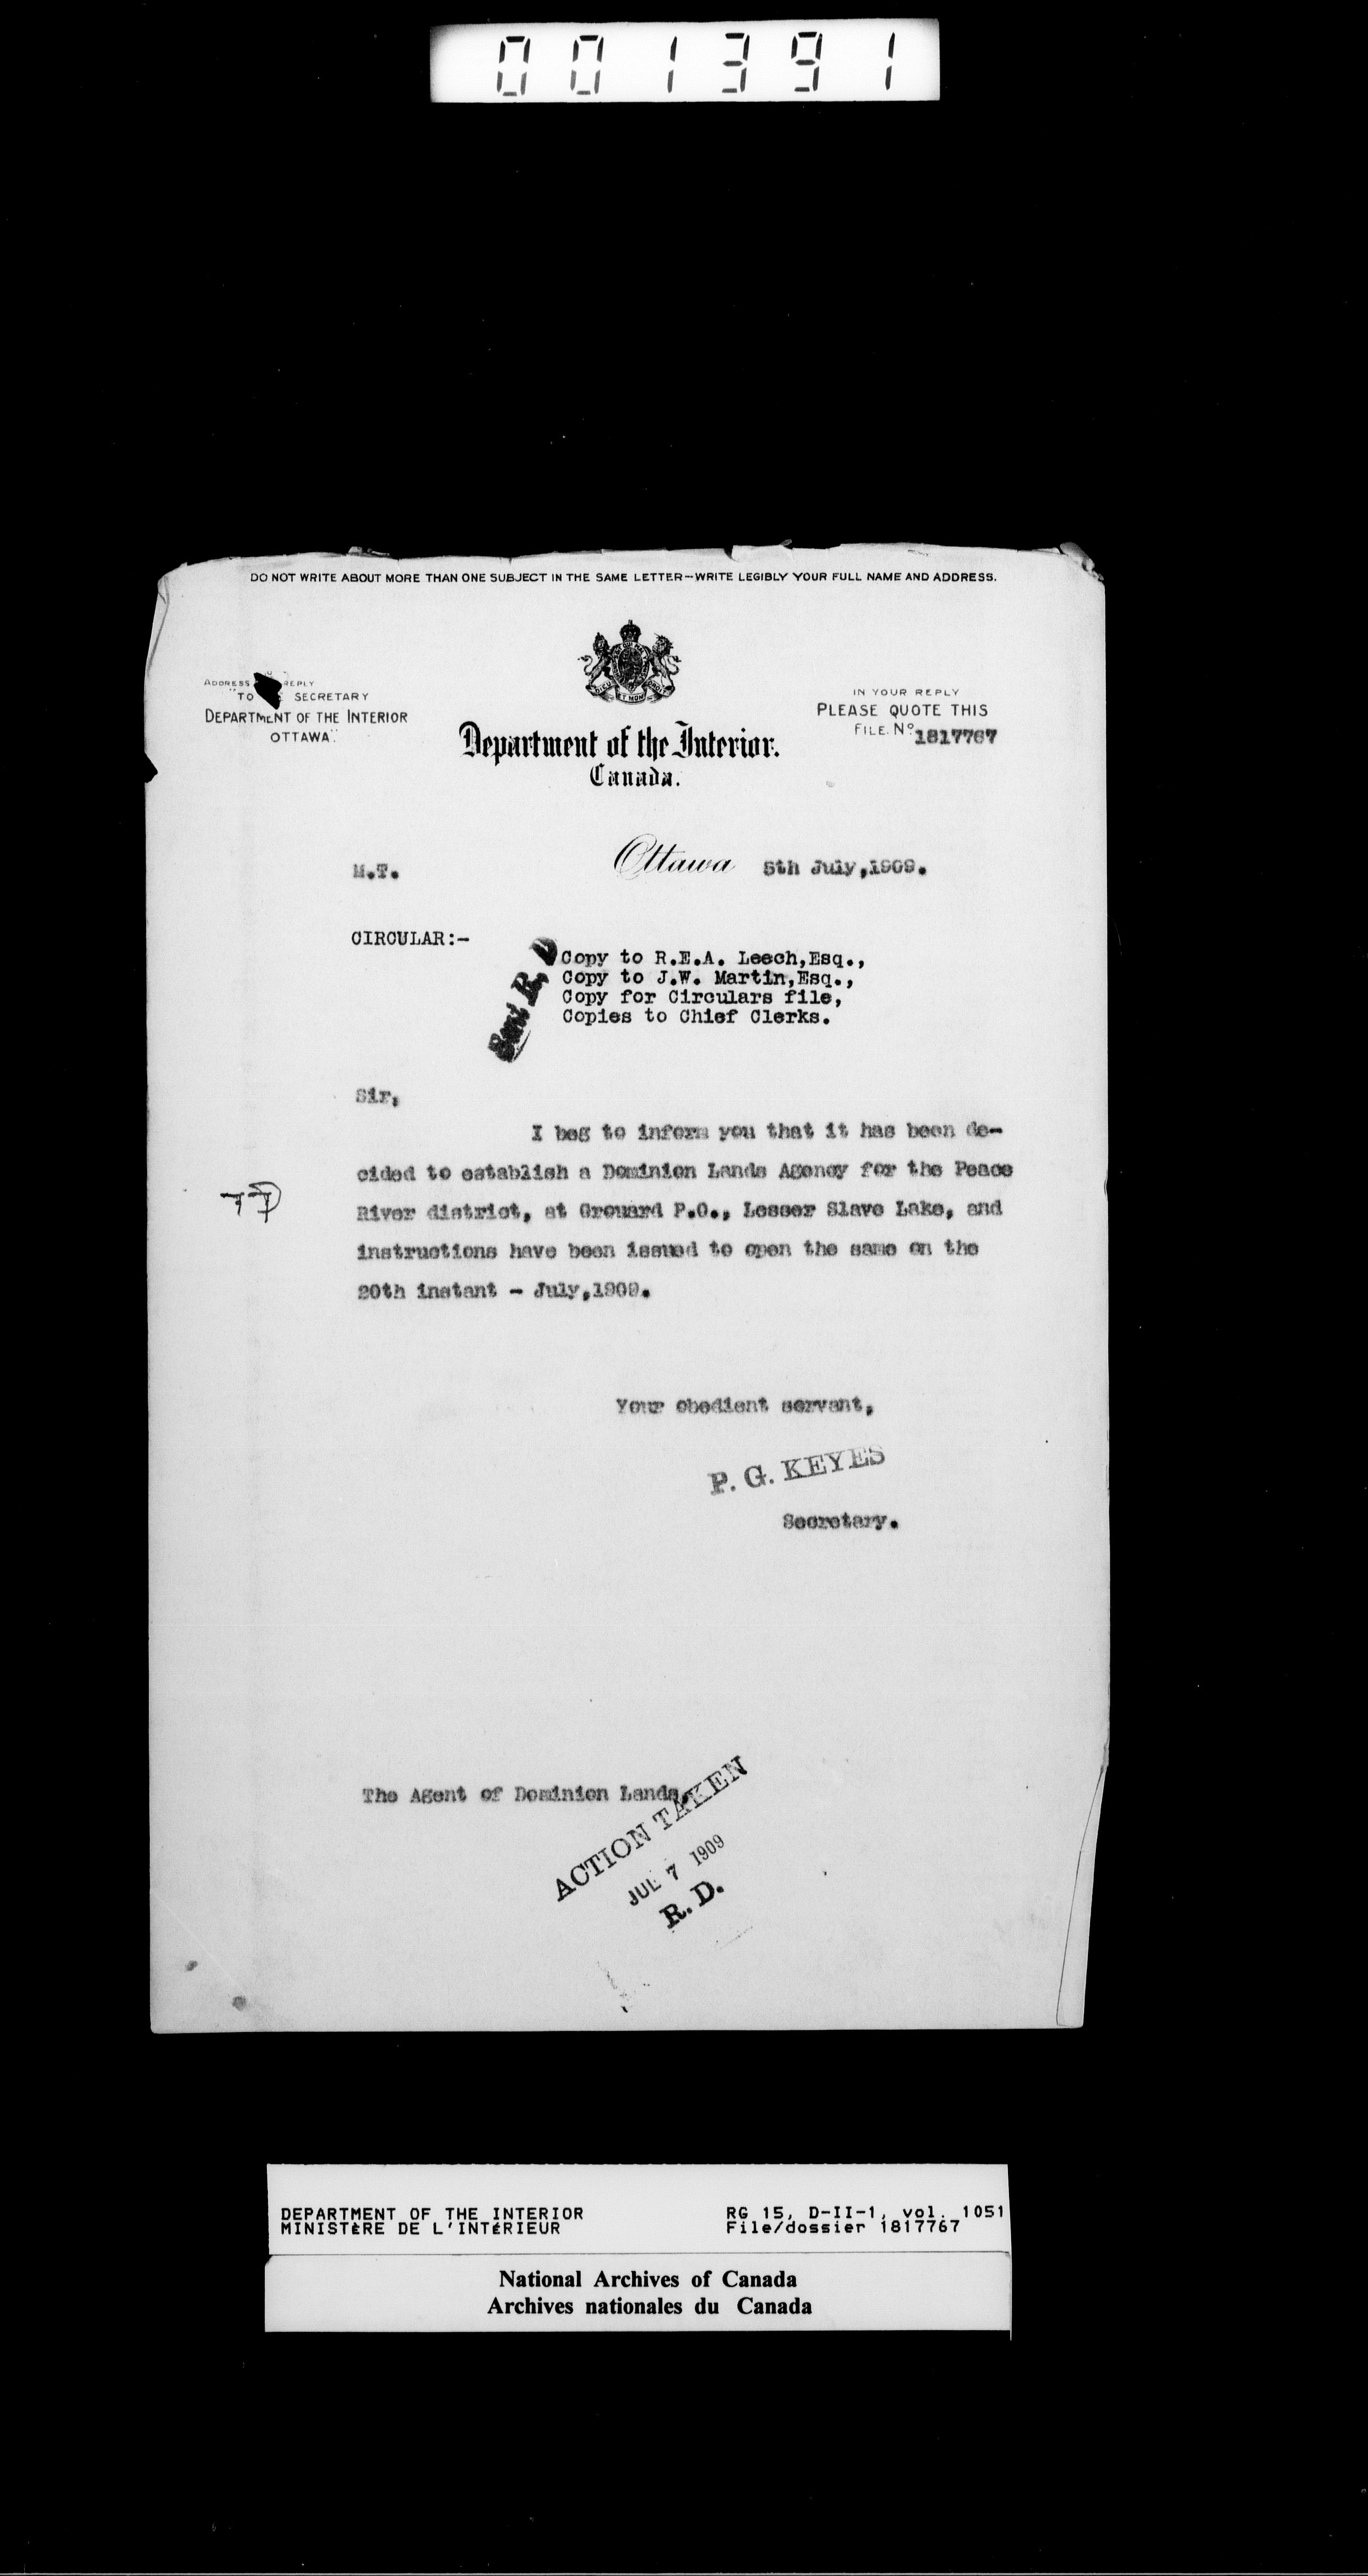 001391
DO NOT WRITE ABOUT MORE THAN ONE SUBJECT IN THE SAME LETTER—WRITE LEGIBLY YOUR FULL NAME AND ADDRESS.
ADDRESS REPLY
"TO SECRETARY
DEPARTMENT OF THE INTERIOR
OTTAWA".
IN YOUR REPLY
PLEASE QUOTE THIS
FILE. No. 1817767
Department of the Interior.
Canada.
M.T.
Ottawa 5th July,1909.
CIRCULAR:-
Sent R. D
Copy to R.E.A. Leech,Esq.,
Copy to J.W. Martin,Esq.,
Copy for Circulars file,
Copies to Chief Clerks.
Sir,
I beg to inform you that it has been de-
cided to establish a Dominion Lands Agency for the Peace
River district, at Grouard P.O., Lesser Slave Lake, and
instructions have been issued to open the same on the
20th instant - July,1909.
Your obedient servant,
P. G. KEYES
Secretary.
The Agent of Dominion Lands,
ACTION TAKEN
JUL 7 1909
R. D.
DEPARTMENT OF THE INTERIOR
MINISTÈRE DE L'INTÉRIEUR
RG 15, D-II-1, vol. 1051
File/dossier 1817767
National Archives of Canada
Archives nationales du Canada